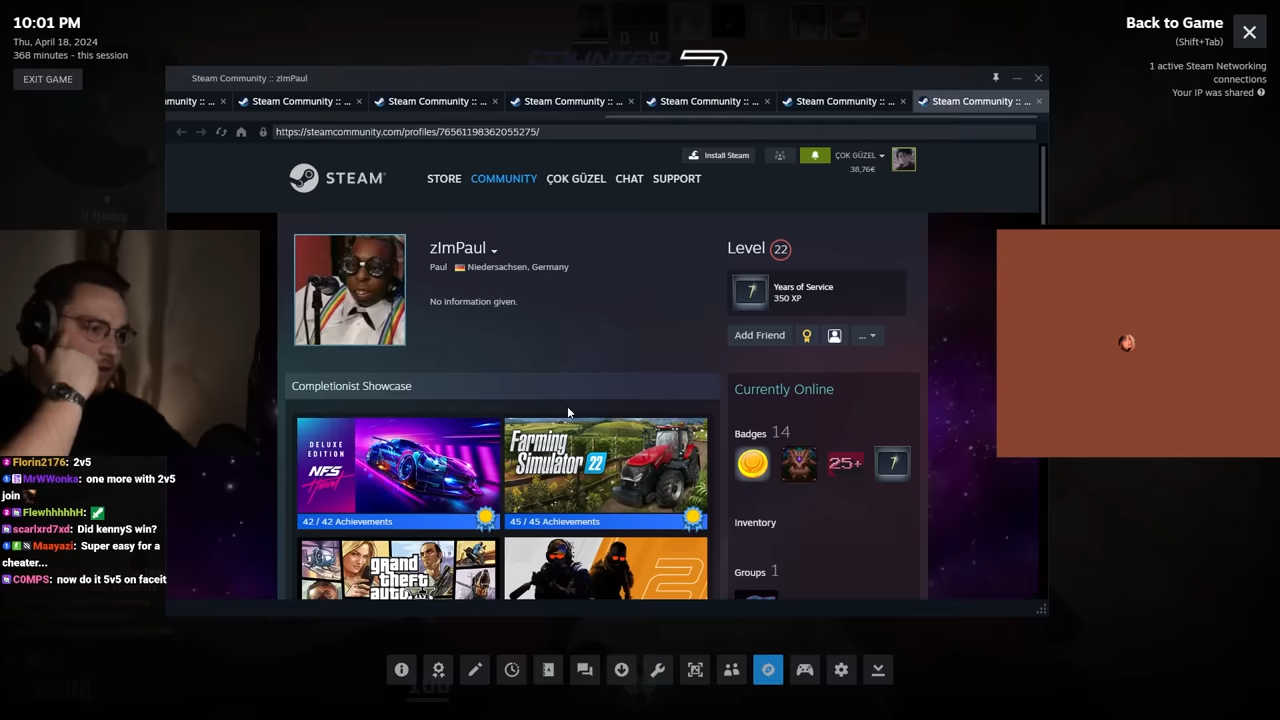 10:01 PM
Thu, April 18, 2024
368 minutes - this session
EXIT GAME
Back to Game
(Shift+Tab)
1 active Steam Networking
connections
Your IP was shared
COUNTER
Steam Community :: zImPaul
munity :: ...
Steam Community :: ...
Steam Community :: ...
Steam Community :: ...
Steam Community :: ...
Steam Community :: ...
Steam Community :: ...
https://steamcommunity.com/profiles/76561198362055275/
Install Steam
ÇOK GÜZEL
38,76€
STEAM
STORE
COMMUNITY
ÇOK GÜZEL
CHAT
SUPPORT
zImPaul
Paul
Niedersachsen, Germany
No information given.
Level 22
7
Years of Service
350 XP
Add Friend
...
Completionist Showcase
DELUXE
EDITION
NFS
HEAT
42 / 42 Achievements
Farming
Simulator 22
45 / 45 Achievements
grand
theft
2
Currently Online
Badges 14
25+
7
Inventory
Groups 1
Florin2176: 2v5
MrWWonka: one more with 2v5
join
FlewhhhhhH:
scarlxrd7xd: Did kennyS win?
Maayazi: Super easy for a
cheater...
C0MPS: now do it 5v5 on faceit
100